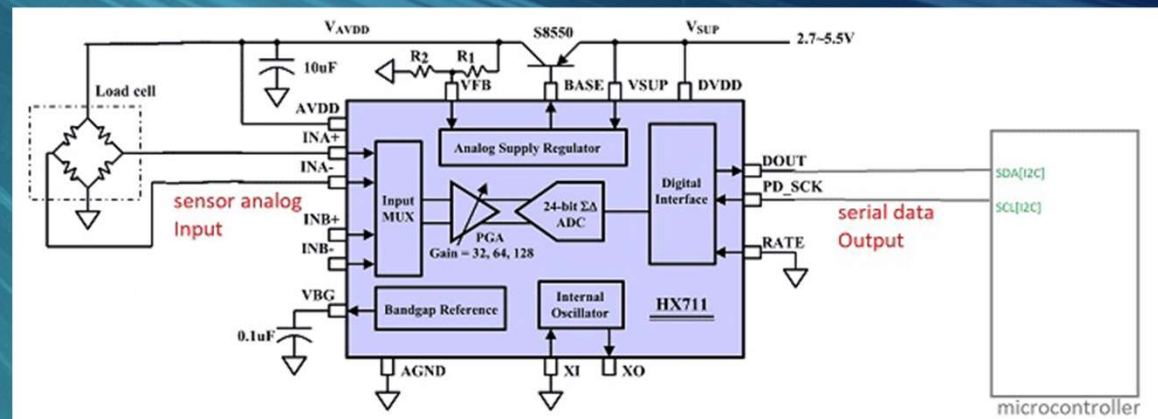 V_AVDD
S8550
V_SUP
2.7~5.5V
10uF
R2
R1
Load cell
VFB
BASE
VSUP
DVDD
AVDD
INA+
INA-
INB+
INB-
VBG
0.1uF
Analog Supply Regulator
Input
MUX
PGA
Gain = 32, 64, 128
24-bit ΣΔ
ADC
Digital
Interface
DOUT
PD_SCK
RATE
Bandgap Reference
Internal
Oscillator
HX711
AGND
XI
XO
sensor analog
Input
serial data
Output
SDA[I2C]
SCL[I2C]
microcontroller